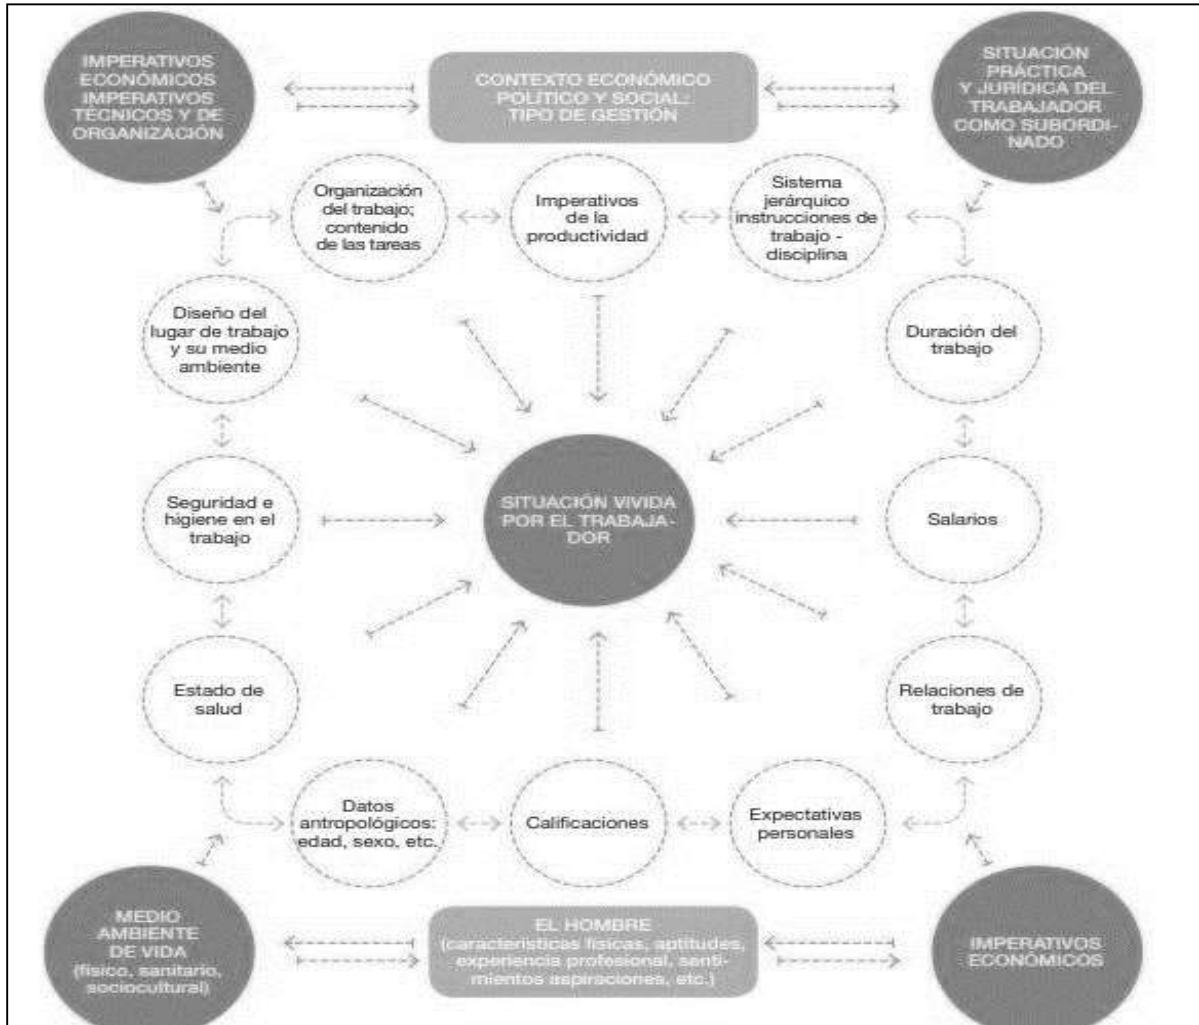 IMPERATIVOS
ECONÓMICOS
IMPERATIVOS
TÉCNICOS Y DE
ORGANIZACIÓN
CONTEXTO ECONÓMICO
POLÍTICO Y SOCIAL:
TIPO DE GESTIÓN
SITUACIÓN
PRÁCTICA
Y JURÍDICA DEL
TRABAJADOR
COMO SUBORDI-
NADO
Organización
del trabajo;
contenido
de las tareas
Imperativos
de la
productividad
Sistema
jerárquico
instrucciones de
trabajo -
disciplina
Diseño del
lugar de trabajo
y su medio
ambiente
Duración del
trabajo
Seguridad e
higiene en el
trabajo
SITUACIÓN VIVIDA
POR EL TRABAJA-
DOR
Salarios
Estado de
salud
Relaciones de
trabajo
Datos
antropológicos:
edad, sexo, etc.
Calificaciones
Expectativas
personales
MEDIO
AMBIENTE
DE VIDA
(físico, sanitario,
sociocultural)
EL HOMBRE
(características físicas, aptitudes,
experiencia profesional, senti-
mientos aspiraciones, etc.)
IMPERATIVOS
ECONÓMICOS